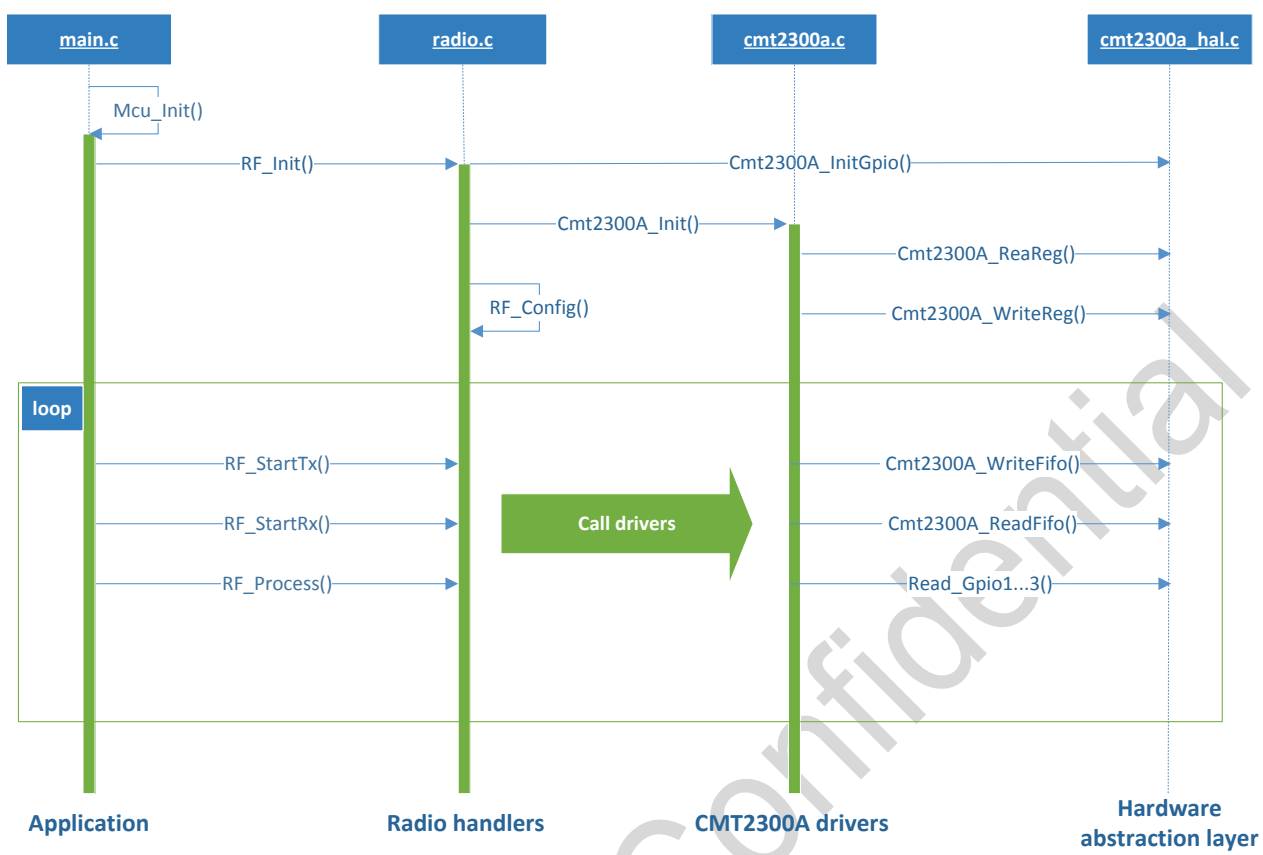 main.c
radio.c
cmt2300a.c
cmt2300a_hal.c
Mcu_Init()
RF_Init()
Cmt2300A_InitGpio()
Cmt2300A_Init()
Cmt2300A_ReaReg()
RF_Config()
Cmt2300A_WriteReg()
loop
RF_StartTx()
Cmt2300A_WriteFifo()
RF_StartRx()
Call drivers
Cmt2300A_ReadFifo()
RF_Process()
Read_Gpio1...3()
Application
Radio handlers
CMT2300A drivers
Hardware
abstraction layer
Confidential